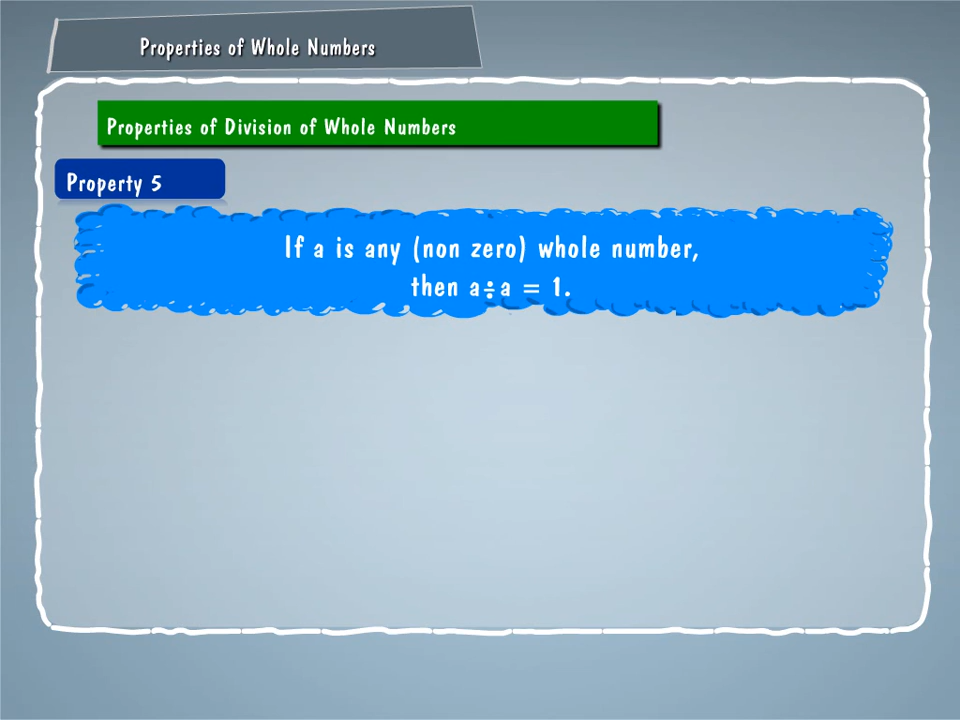 Properties of Whole Numbers
Properties of Division of Whole Numbers
Property 5
If a is any (non zero) whole number,
then a÷a = 1.